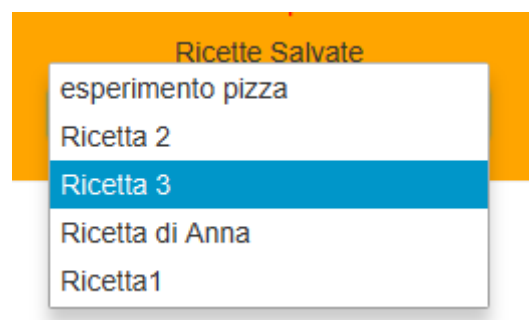 Ricette Salvate
esperimento pizza
Ricetta 2
Ricetta 3
Ricetta di Anna
Ricetta1